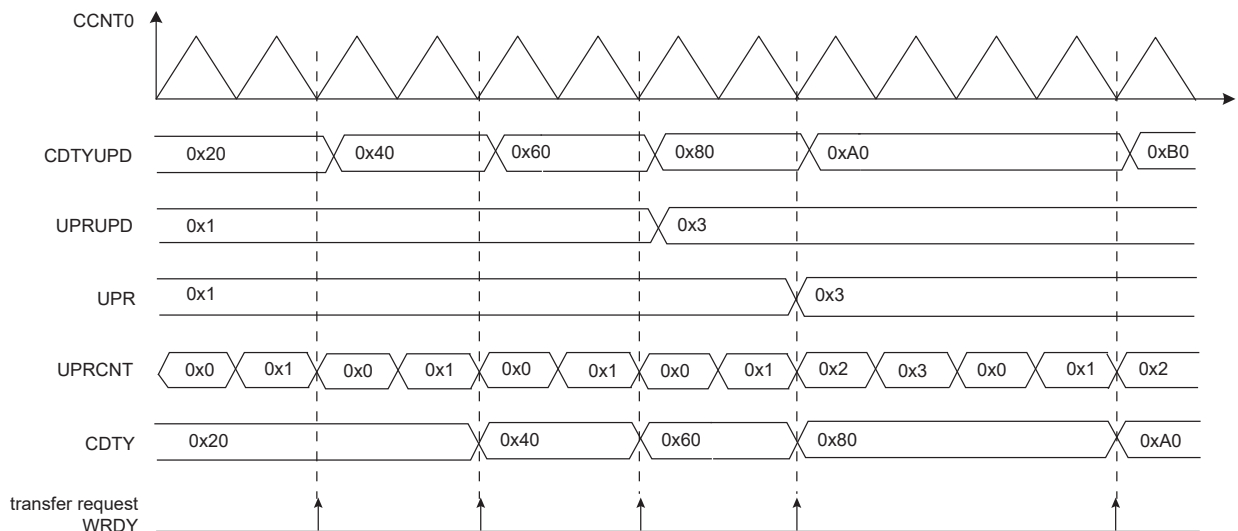 CCNT0
CDTYUPD 0x20 0x40 0x60 0x80 0xA0 0xB0
UPRUPD 0x1 0x3
UPR 0x1 0x3
UPRCNT 0x0 0x1 0x0 0x1 0x0 0x1 0x0 0x1 0x2 0x3 0x0 0x1 0x2
CDTY 0x20 0x40 0x60 0x80 0xA0
transfer request
WRDY